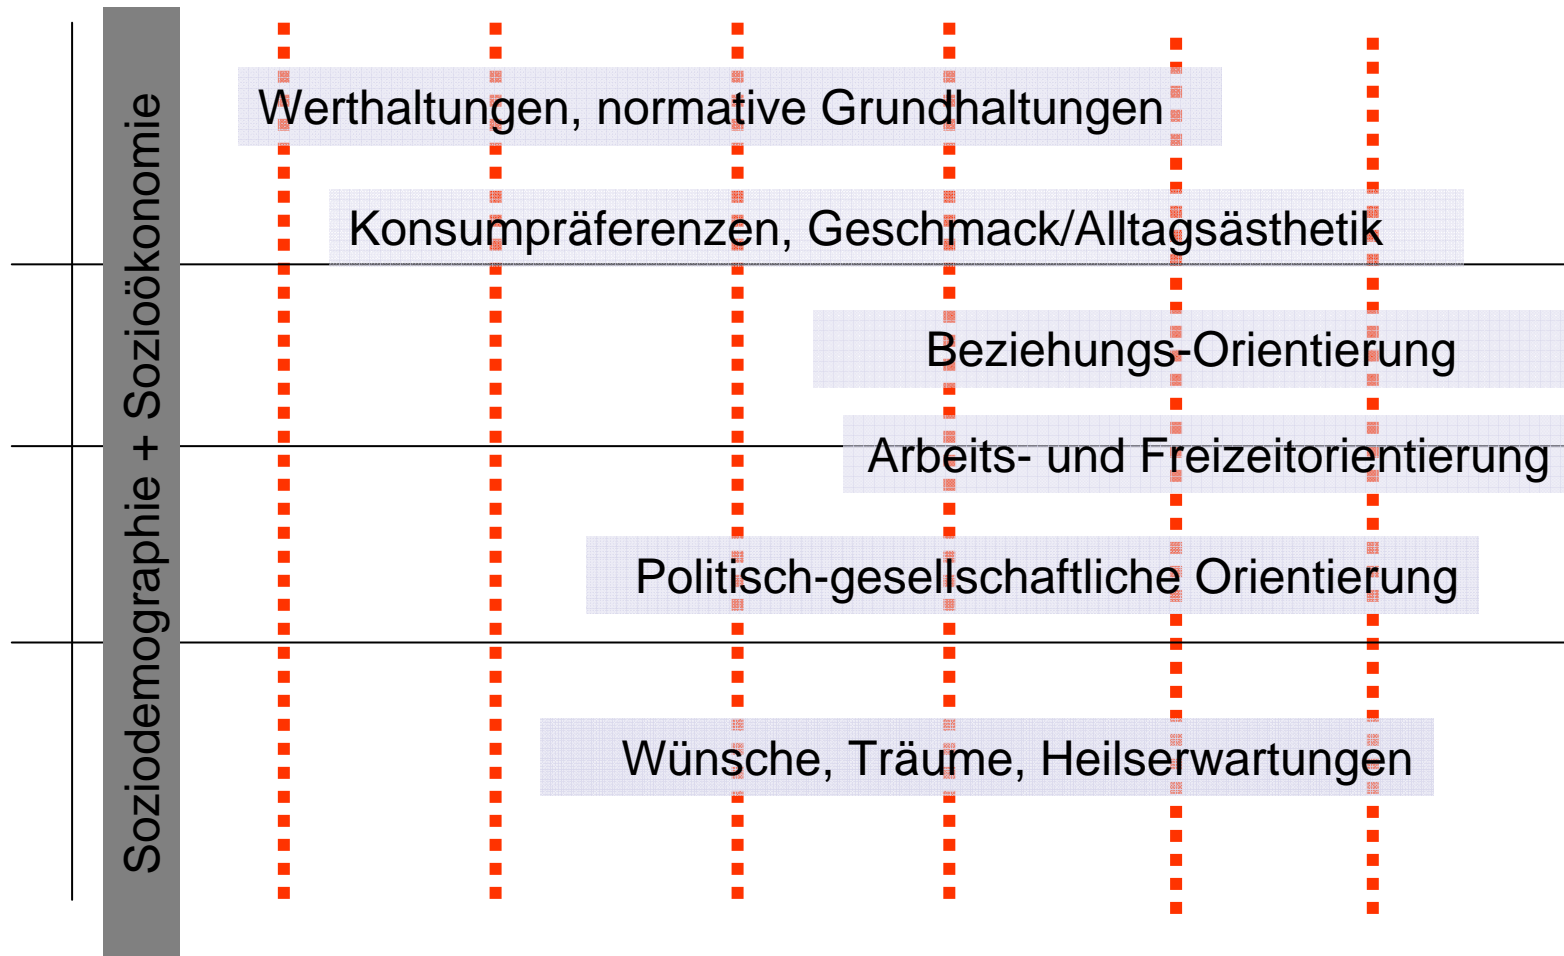 Soziodemographie + Sozioökonomie
Werthaltungen, normative Grundhaltungen
Konsumpräferenzen, Geschmack/Alltagsästhetik
Beziehungs-Orientierung
Arbeits- und Freizeitorientierung
Politisch-gesellschaftliche Orientierung
Wünsche, Träume, Heilserwartungen